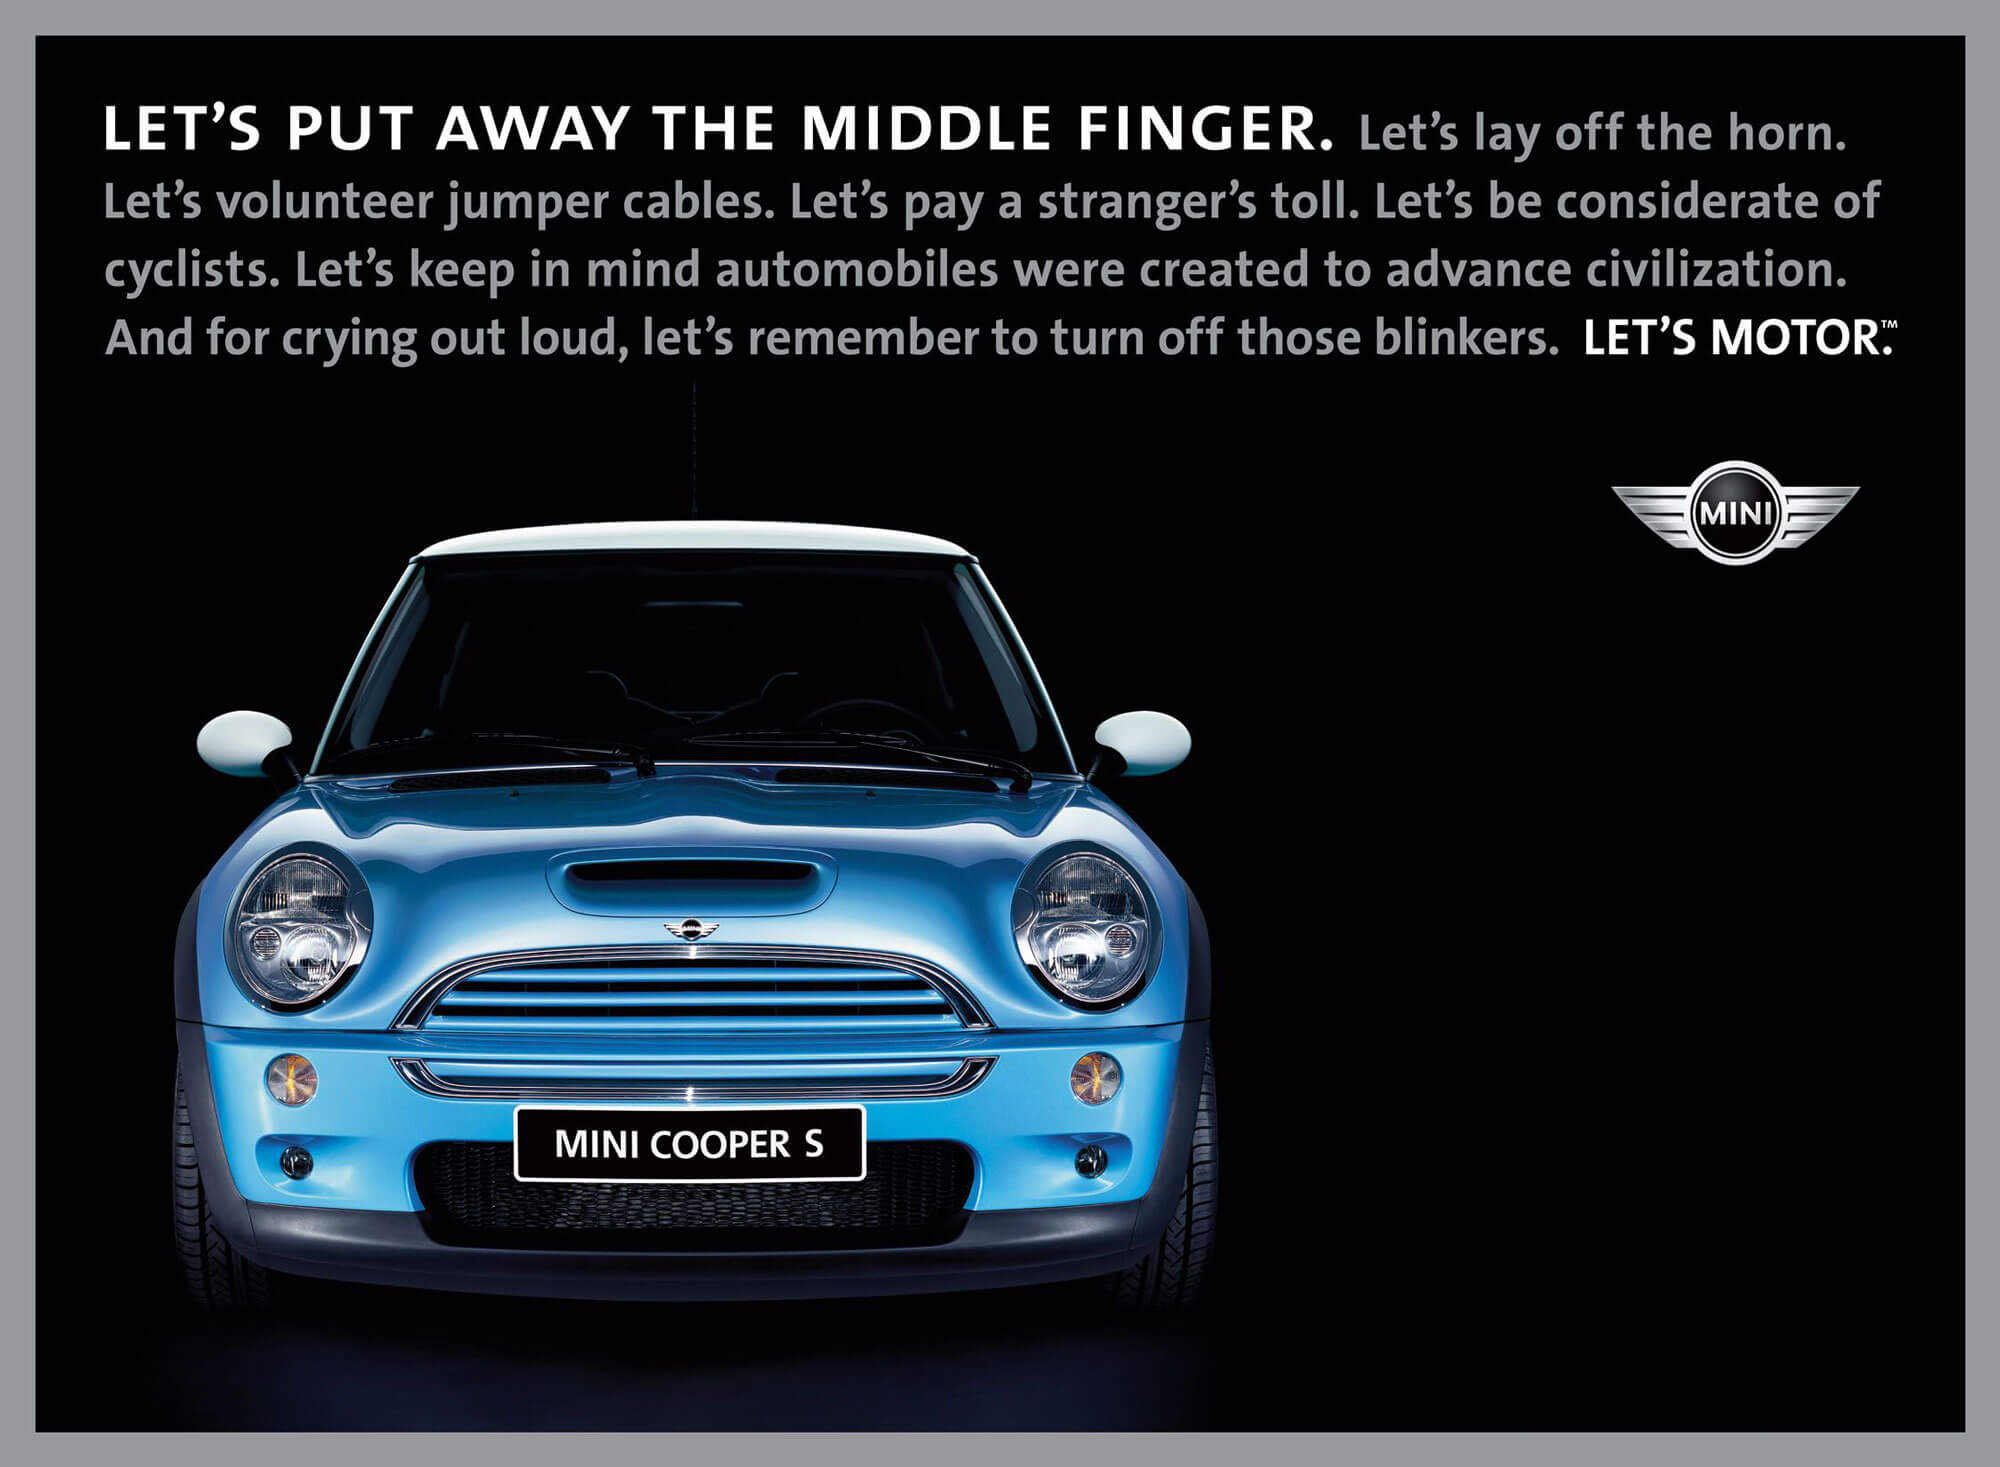 LET’S PUT AWAY THE MIDDLE FINGER. Let’s lay off the horn.
Let’s volunteer jumper cables. Let’s pay a stranger’s toll. Let’s be considerate of
cyclists. Let’s keep in mind automobiles were created to advance civilization.
And for crying out loud, let’s remember to turn off those blinkers. LET’S MOTOR.™
MINI
MINI COOPER S